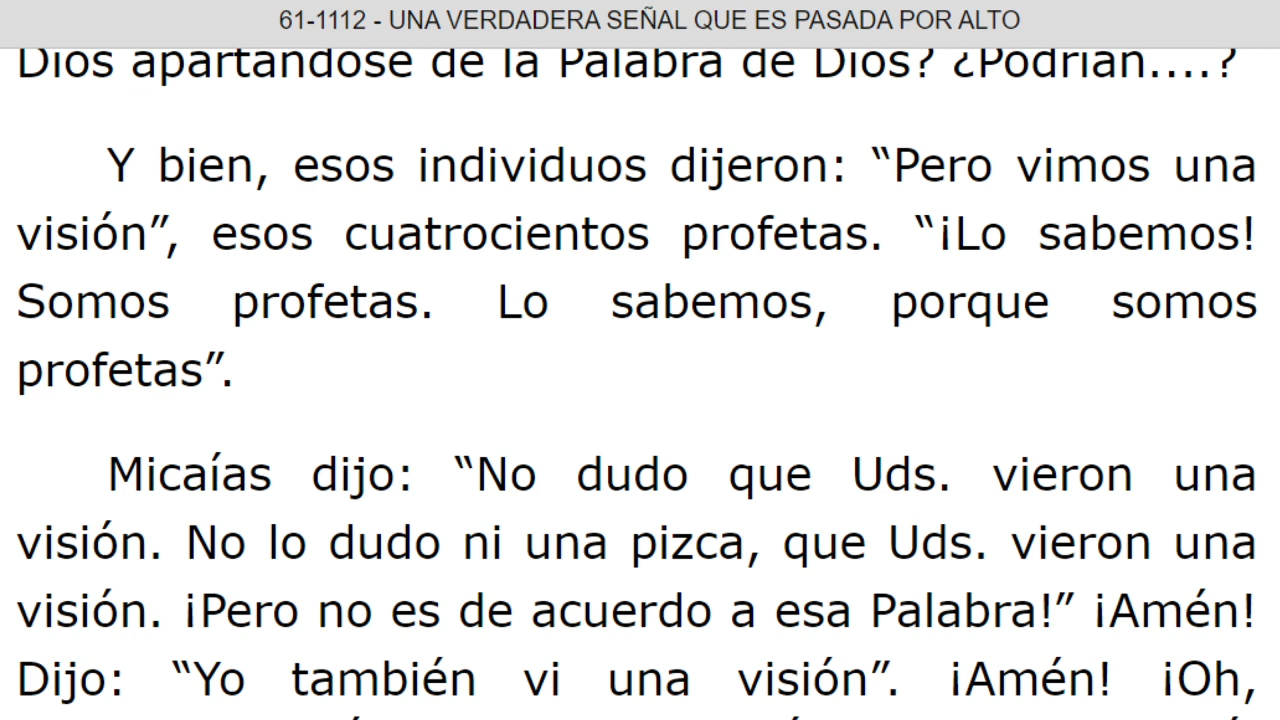 61-1112 - UNA VERDADERA SEÑAL QUE ES PASADA POR ALTO
Dios apartándose de la Palabra de Dios? ¿Podrían....?
Y bien, esos individuos dijeron: “Pero vimos una
visión”, esos cuatrocientos profetas. “¡Lo sabemos!
Somos profetas. Lo sabemos, porque somos
profetas”.
Micaías dijo: “No dudo que Uds. vieron una
visión. No lo dudo ni una pizca, que Uds. vieron una
visión. ¡Pero no es de acuerdo a esa Palabra!” ¡Amén!
Dijo: “Yo también vi una visión”. ¡Amén! ¡Oh,